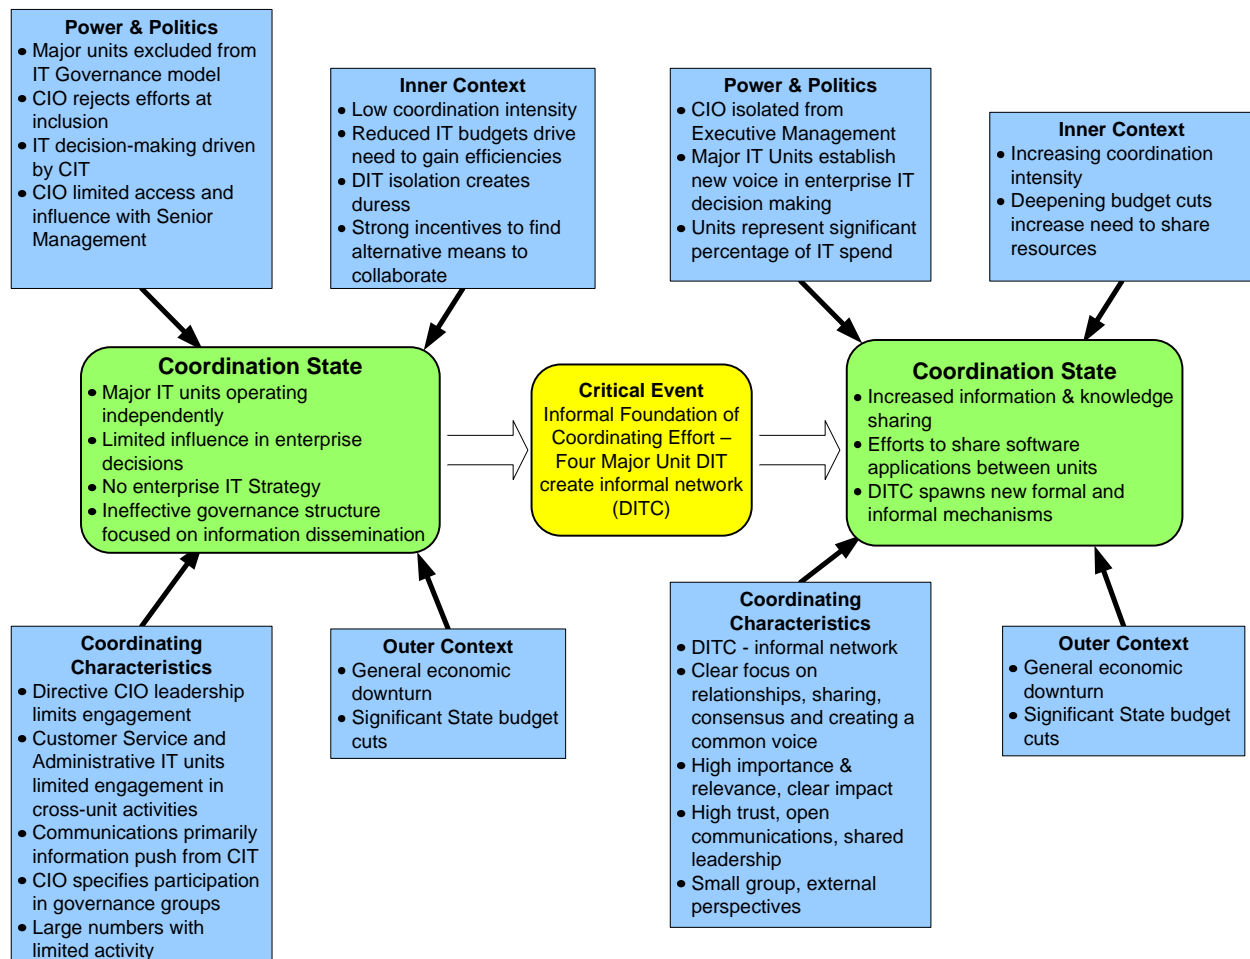 Power & Politics
• Major units excluded from
IT Governance model
• CIO rejects efforts at
inclusion
• IT decision-making driven
by CIT
• CIO limited access and
influence with Senior
Management
Inner Context
• Low coordination intensity
• Reduced IT budgets drive
need to gain efficiencies
• DIT isolation creates
duress
• Strong incentives to find
alternative means to
collaborate
Power & Politics
• CIO isolated from
Executive Management
• Major IT Units establish
new voice in enterprise IT
decision making
• Units represent significant
percentage of IT spend
Inner Context
• Increasing coordination
intensity
• Deepening budget cuts
increase need to share
resources
Coordination State
• Major IT units operating
independently
• Limited influence in enterprise
decisions
• No enterprise IT Strategy
• Ineffective governance structure
focused on information dissemination
Critical Event
Informal Foundation of
Coordinating Effort –
Four Major Unit DIT
create informal network
(DITC)
Coordination State
• Increased information & knowledge
sharing
• Efforts to share software
applications between units
• DITC spawns new formal and
informal mechanisms
Coordinating
Characteristics
• Directive CIO leadership
limits engagement
• Customer Service and
Administrative IT units
limited engagement in
cross-unit activities
• Communications primarily
information push from CIT
• CIO specifies participation
in governance groups
• Large numbers with
limited activity
Outer Context
• General economic
downturn
• Significant State budget
cuts
Coordinating
Characteristics
• DITC - informal network
• Clear focus on
relationships, sharing,
consensus and creating a
common voice
• High importance &
relevance, clear impact
• High trust, open
communications, shared
leadership
• Small group, external
perspectives
Outer Context
• General economic
downturn
• Significant State budget
cuts